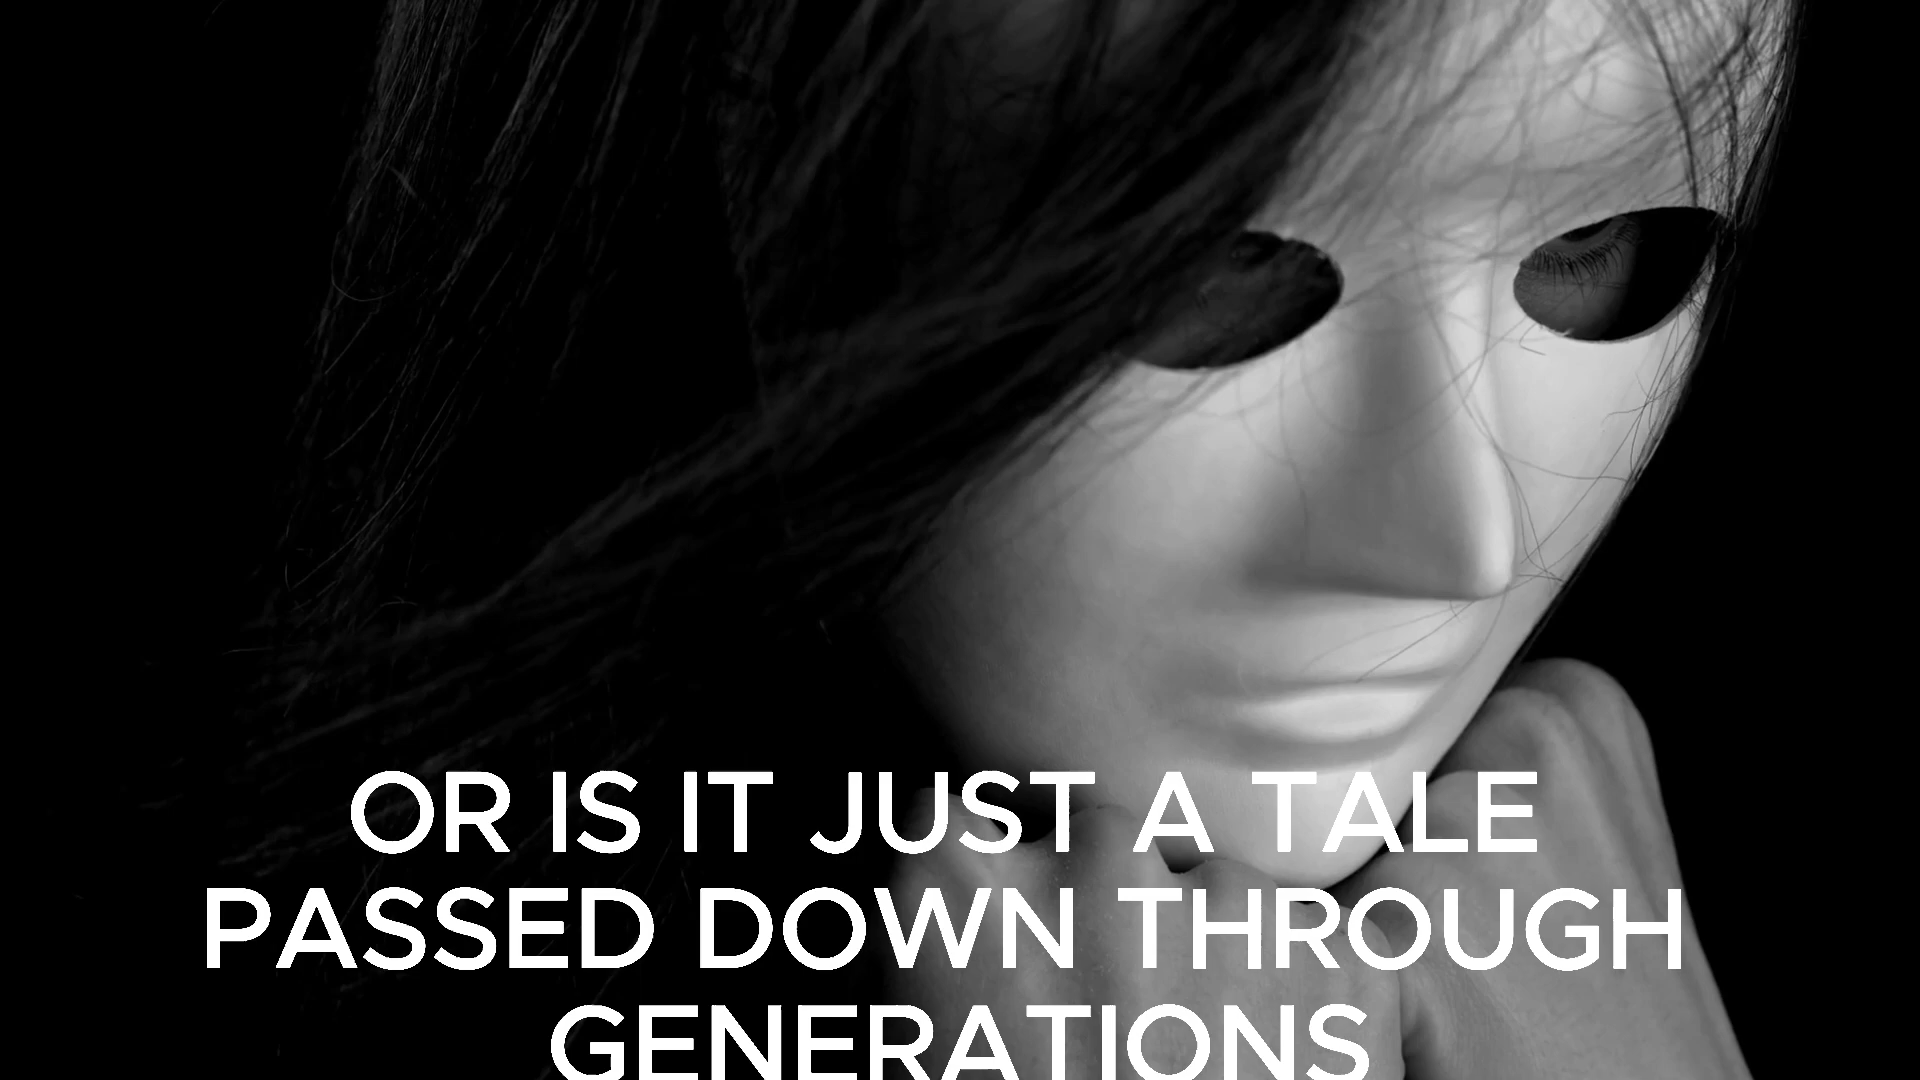 OR IS IT JUST A TALE
PASSED DOWN THROUGH
GENERATIONS